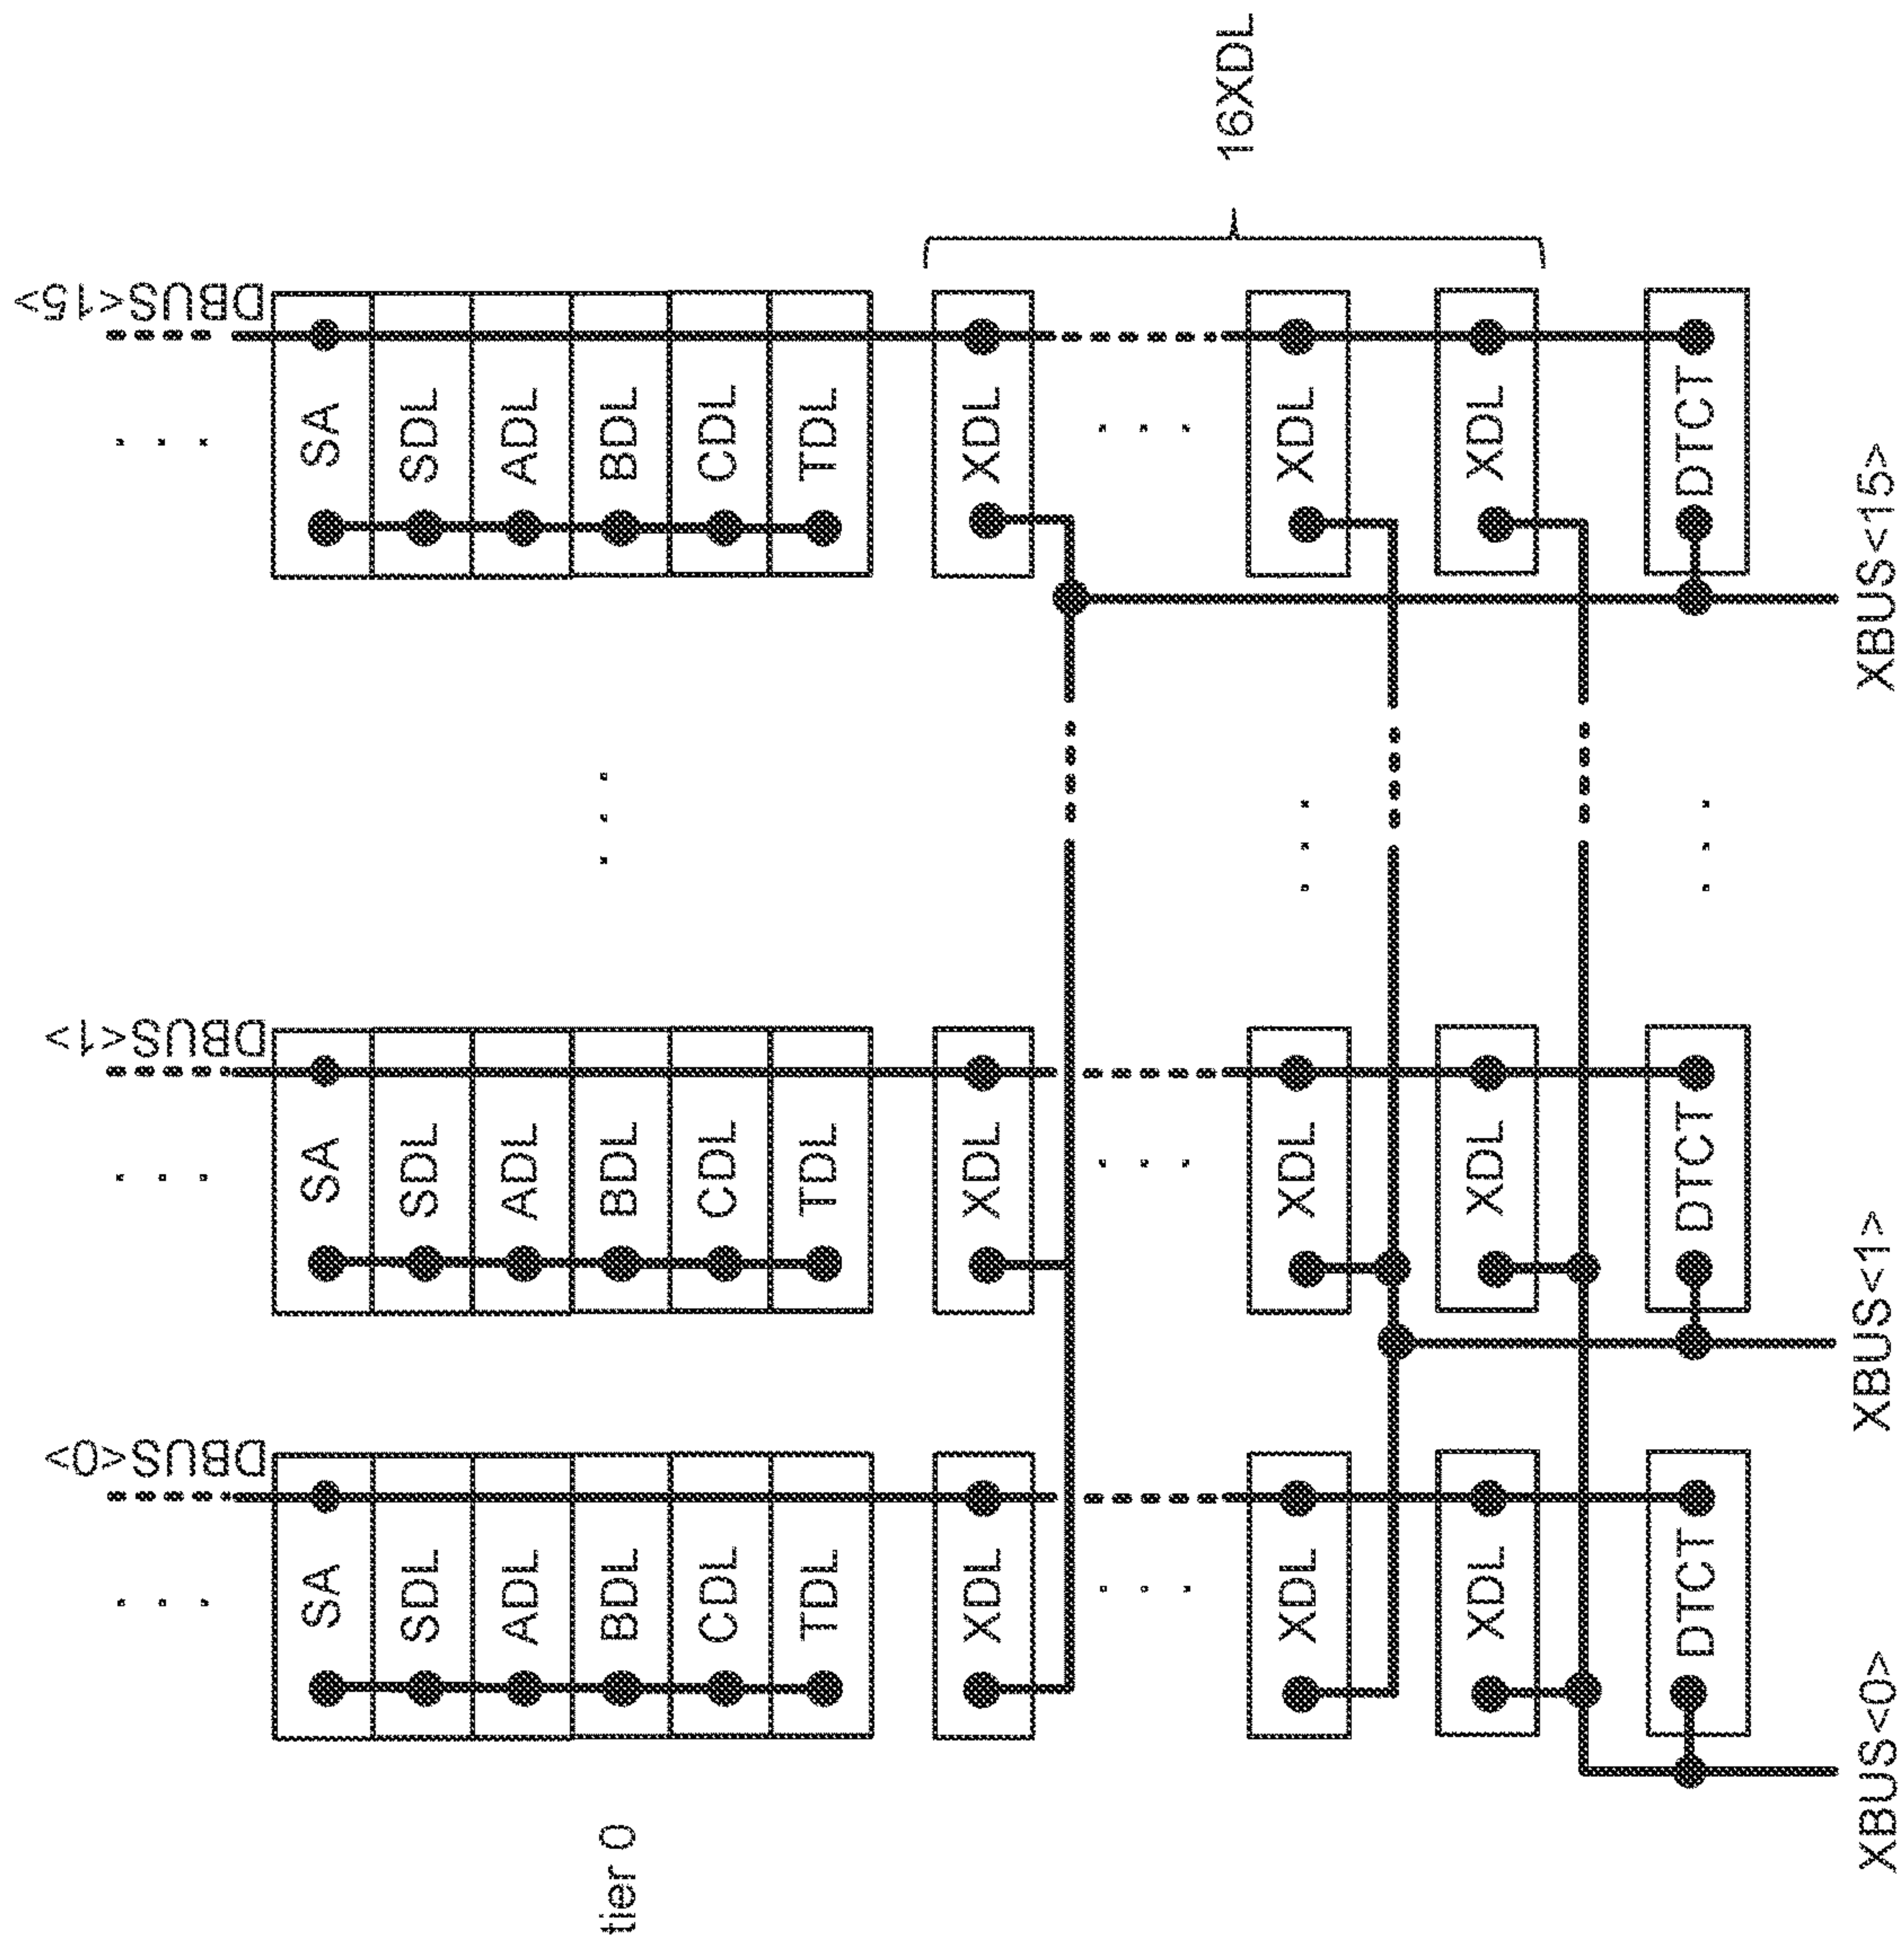 DBUS<0>
DBUS<1>
DBUS<15>
SA
SDL
ADL
BDL
CDL
TDL
SA
SDL
ADL
BDL
CDL
TDL
SA
SDL
ADL
BDL
CDL
TDL
tier 0
XDL
XDL
XDL
XDL
XDL
XDL
XDL
XDL
XDL
16XDL
DTCT
DTCT
DTCT
XBUS<0>
XBUS<1>
XBUS<15>